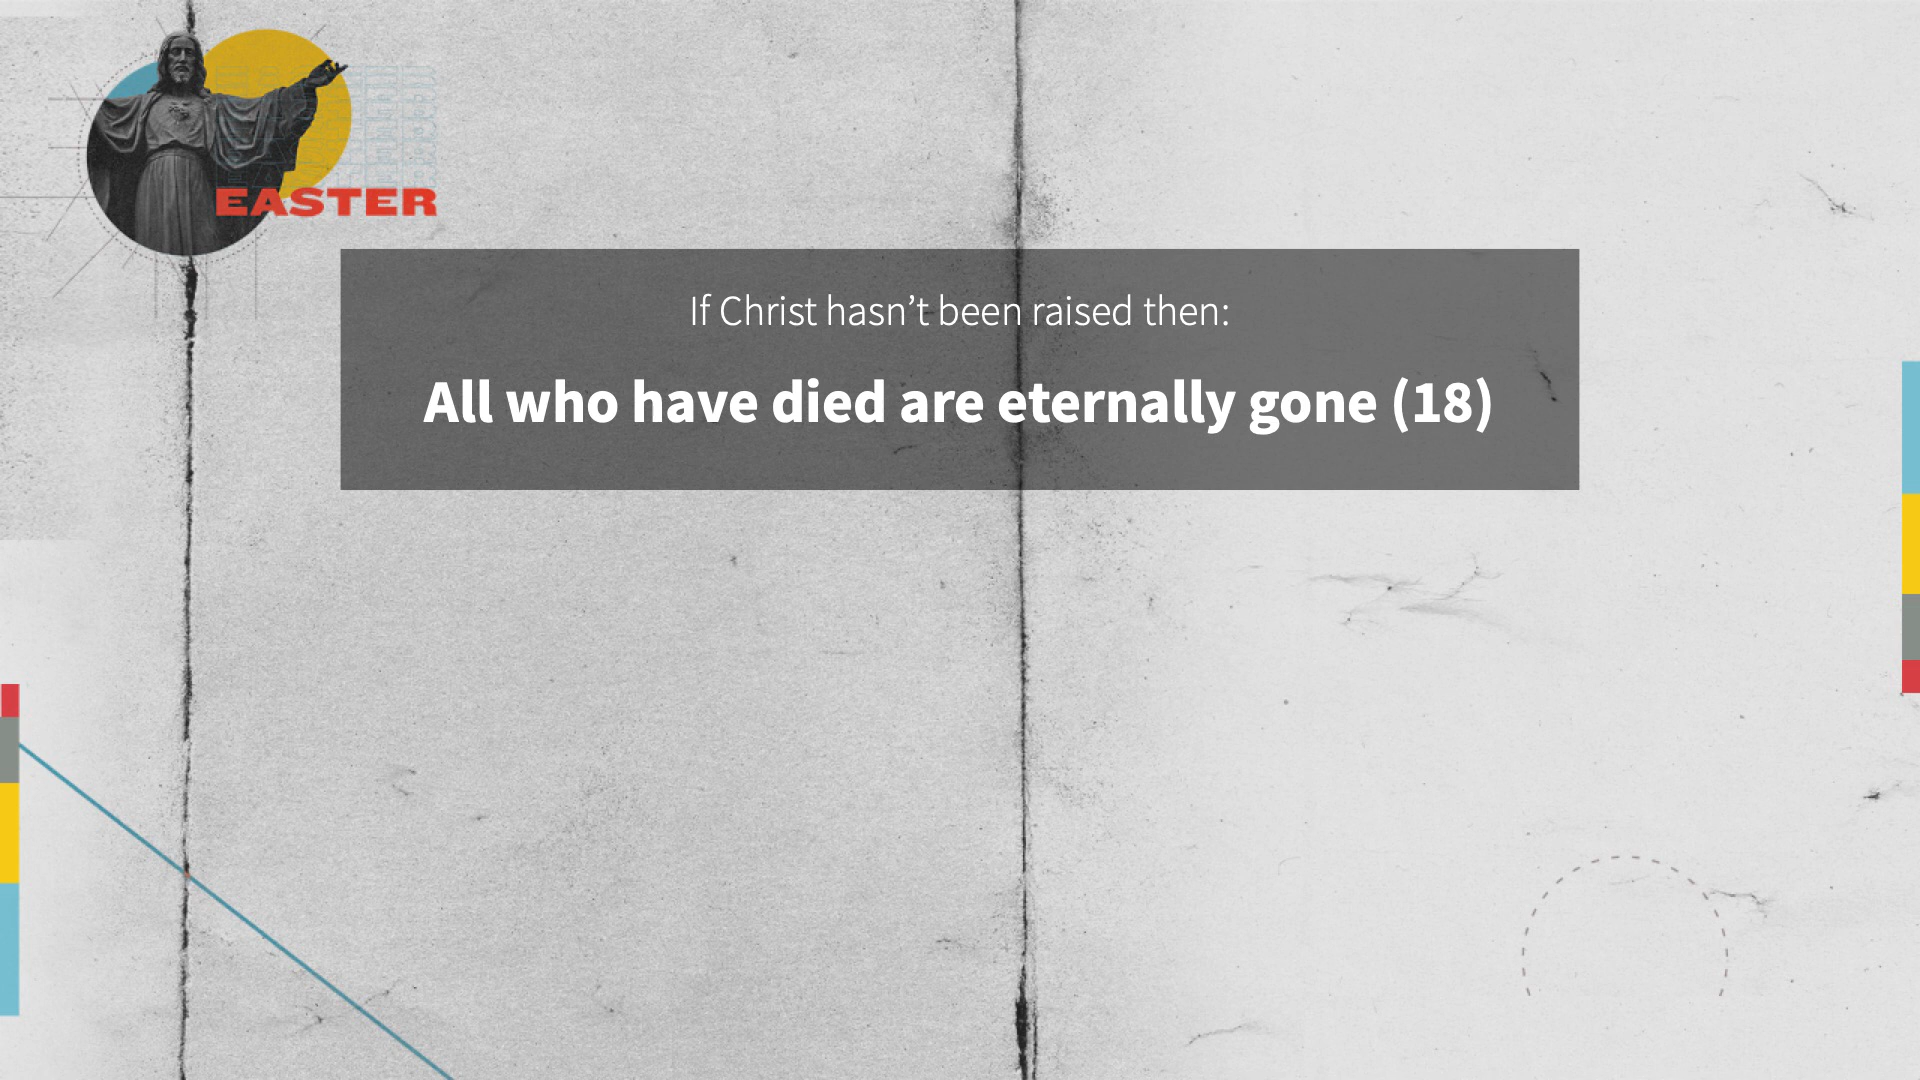 EASTER
If Christ hasn’t been raised then:
All who have died are eternally gone (18)